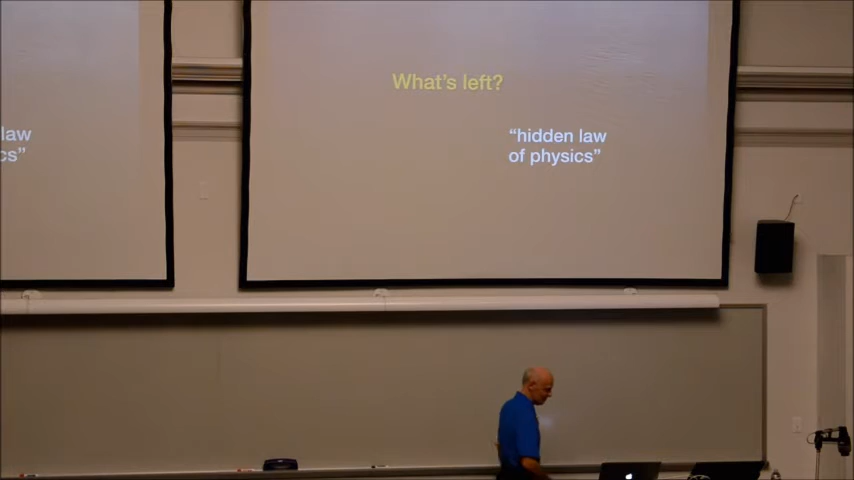 What's left?
law
cs”
“hidden law
of physics”